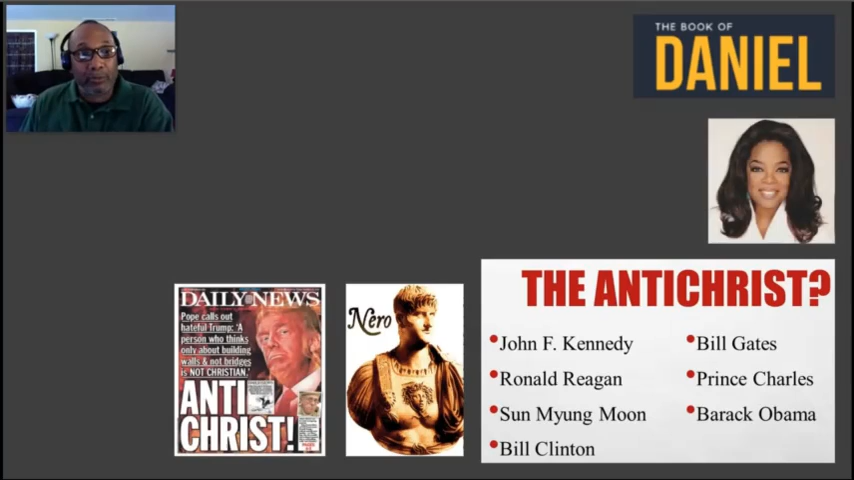 THE BOOK OF
DANIEL
DAILY NEWS
Pope calls out
hateful Trump: 'A
person who thinks
only about building
walls & not bridges
is NOT CHRISTIAN.'
ANTI
CHRIST!
Nero
THE ANTICHRIST?
•John F. Kennedy
•Ronald Reagan
•Sun Myung Moon
•Bill Clinton
•Bill Gates
•Prince Charles
•Barack Obama